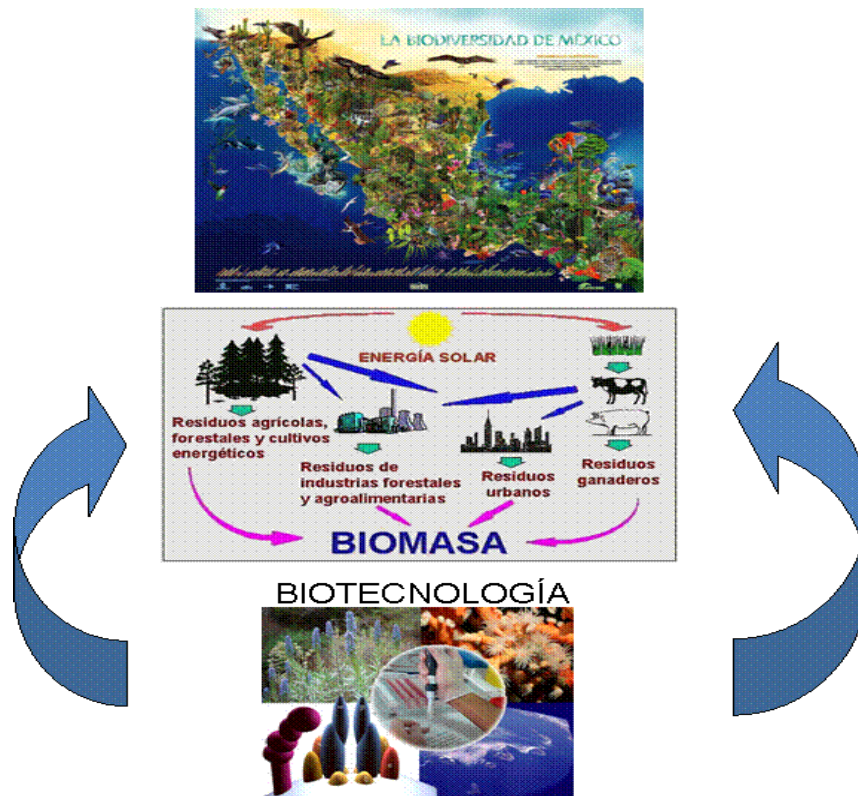 LA BIODIVERSIDAD DE MÉXICO
ENERGÍA SOLAR
Residuos agrícolas,
forestales y cultivos
energéticos
Residuos de
industrias forestales
y agroalimentarias
Residuos
urbanos
Residuos
ganaderos
BIOMASA
BIOTECNOLOGÍA